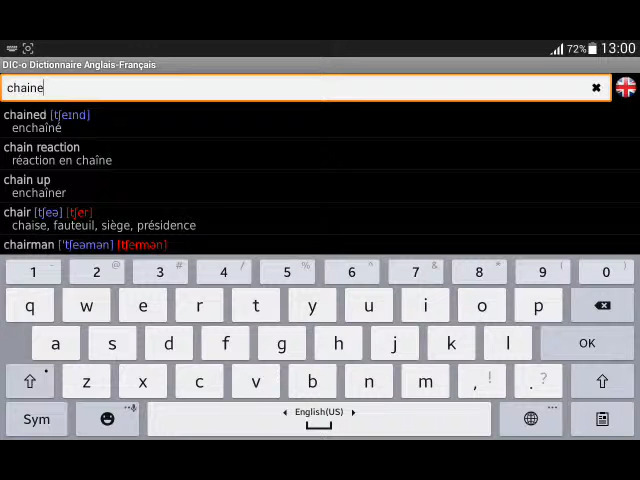 72% 13:00
DIC-o Dictionnaire Anglais-Français
chaine
chained [tʃeɪnd]
enchaîné
chain reaction
réaction en chaîne
chain up
enchaîner
chair [tʃeə] [tʃer]
chaise, fauteuil, siège, présidence
chairman ['tʃeəmən] [tʃermən]
1 - 2 @ 3 # 4 / 5 % 6 ^ 7 & 8 * 9 ( 0 )
q w e r t y u i o p
a s d f g h j k l OK
z x c v b n m , ! . ?
Sym English(US)